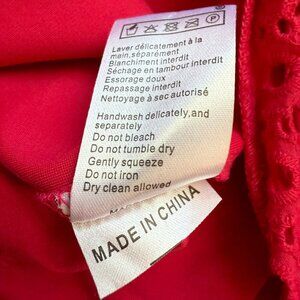 Laver délicatement à la
main,séparément
Blanchiment interdit
Séchage en tambour interdit
Essorage doux
Repassage interdit
Nettoyage à sec autorisé
Handwash delicately,and
separately
Do not bleach
Do not tumble dry
Gently squeeze
Do not iron
Dry clean allowed
MADE IN CHINA